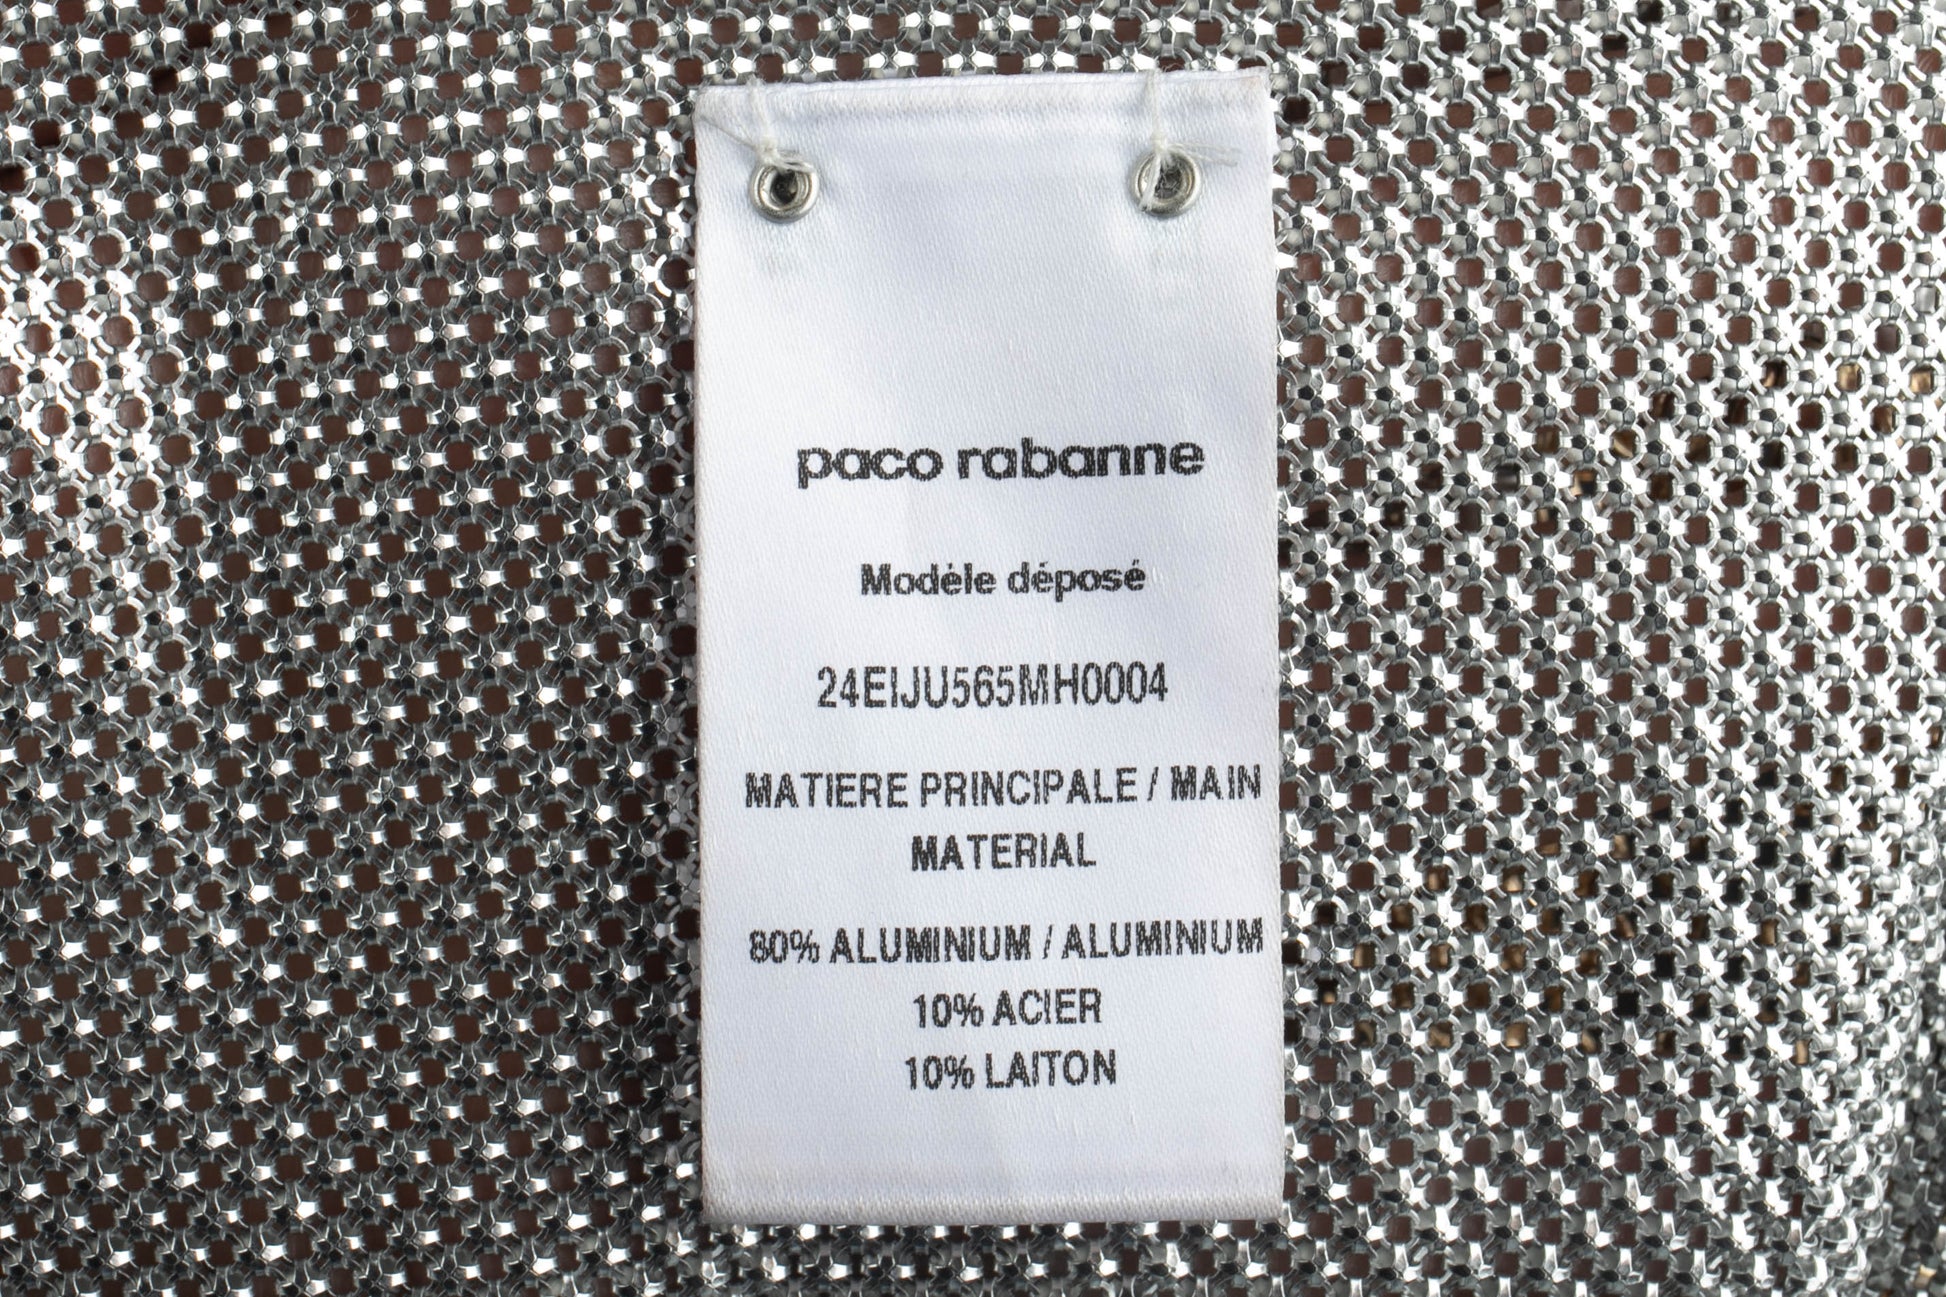 paco rabanne
Modèle déposé
24EIJU565MH0004
MATIERE PRINCIPALE / MAIN
MATERIAL
80% ALUMINIUM / ALUMINIUM
10% ACIER
10% LAITON